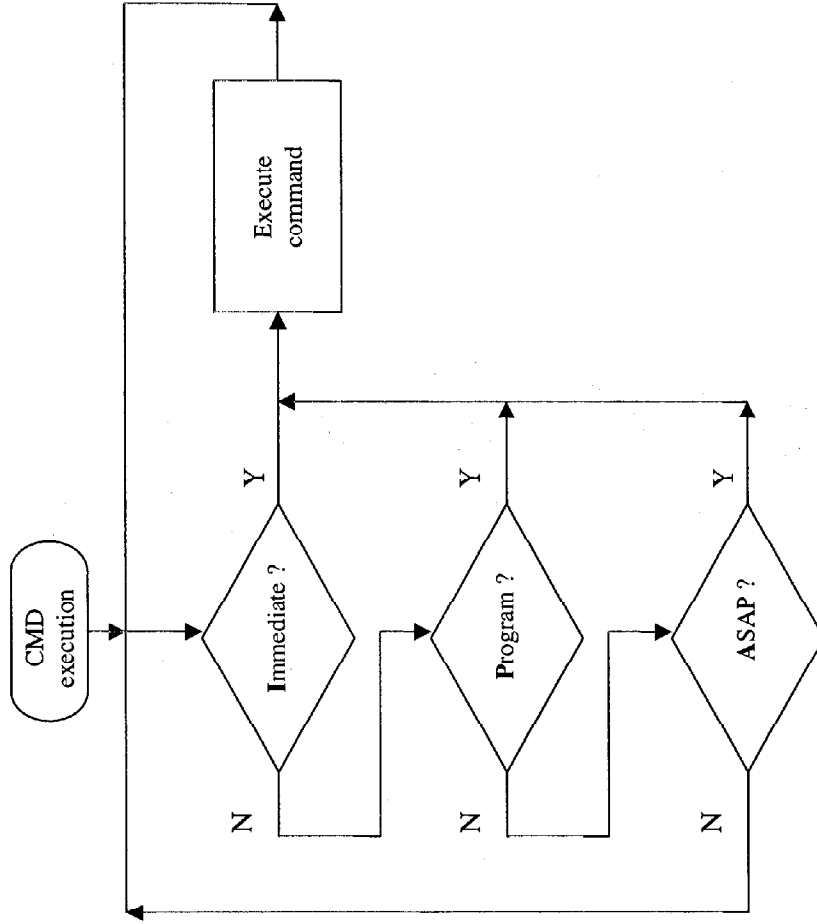 CMD
execution
Immediate ?
Y
N
Execute
command
Program ?
Y
N
ASAP ?
Y
N